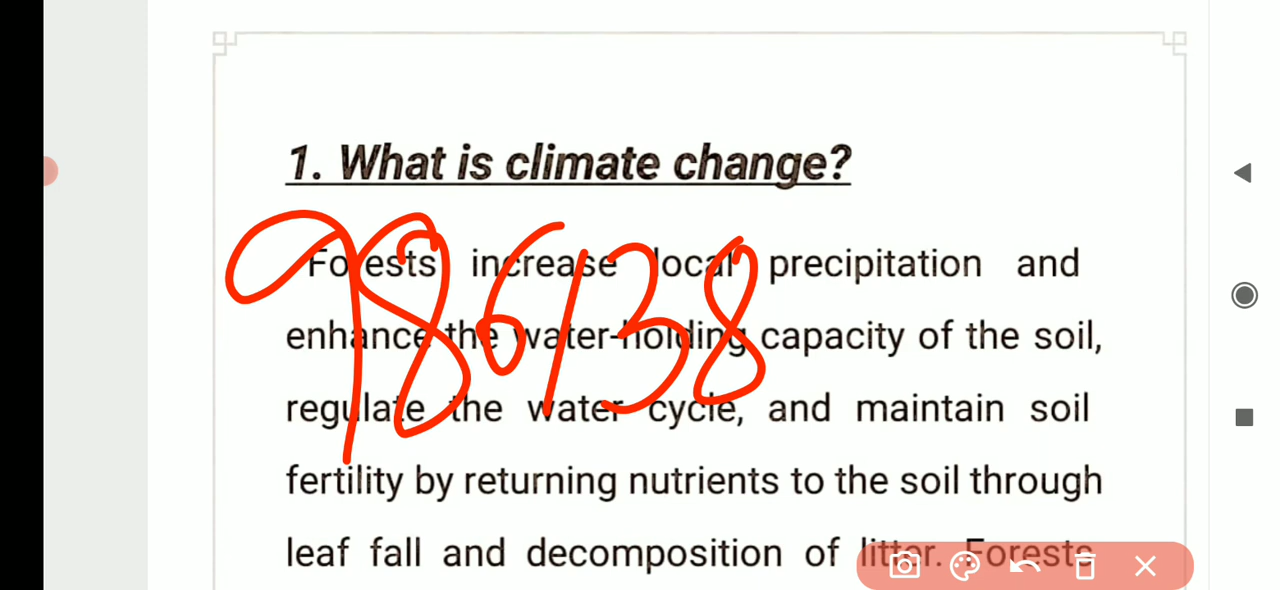 1. What is climate change?
986138
Forests increase local precipitation and
enhance the water-holding capacity of the soil,
regulate the water cycle, and maintain soil
fertility by returning nutrients to the soil through
leaf fall and decomposition of litter. Forests